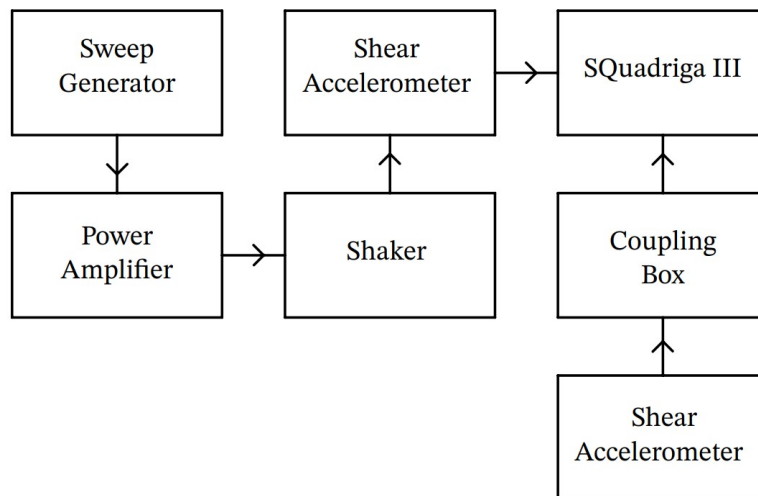 Sweep
Generator
Shear
Accelerometer
SQuadriga III
Power
Amplifier
Shaker
Coupling
Box
Shear
Accelerometer